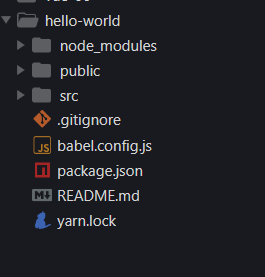 hello-world
node_modules
public
src
.gitignore
babel.config.js
package.json
README.md
yarn.lock